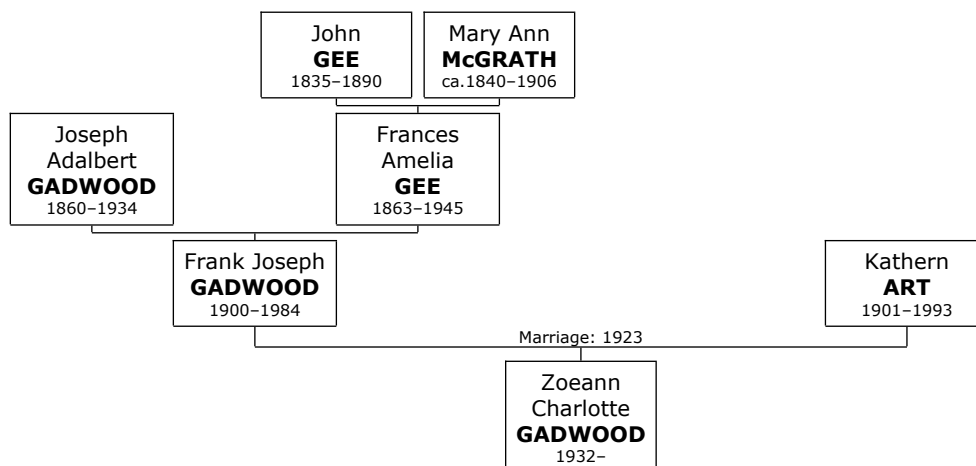 John
GEE
1835–1890
Mary Ann
McGRATH
ca.1840–1906
Joseph
Adalbert
GADWOOD
1860–1934
Frances
Amelia
GEE
1863–1945
Frank Joseph
GADWOOD
1900–1984
Kathern
ART
1901–1993
Marriage: 1923
Zoeann
Charlotte
GADWOOD
1932–